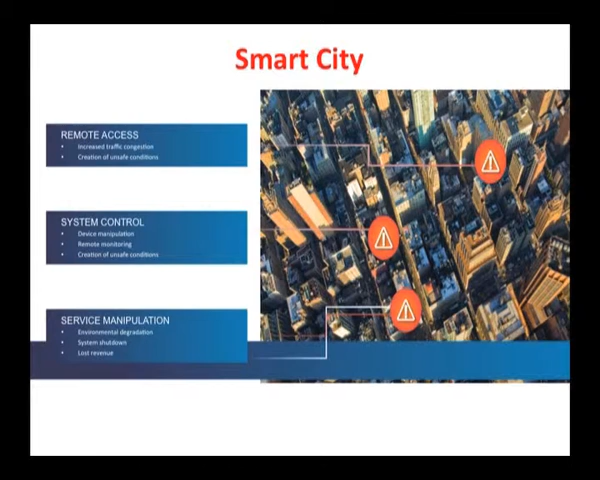 Smart City
REMOTE ACCESS
• Increased traffic congestion
• Creation of unsafe conditions
SYSTEM CONTROL
• Device manipulation
• Remote monitoring
• Creation of unsafe conditions
SERVICE MANIPULATION
• Environmental degradation
• System shutdown
• Lost revenue